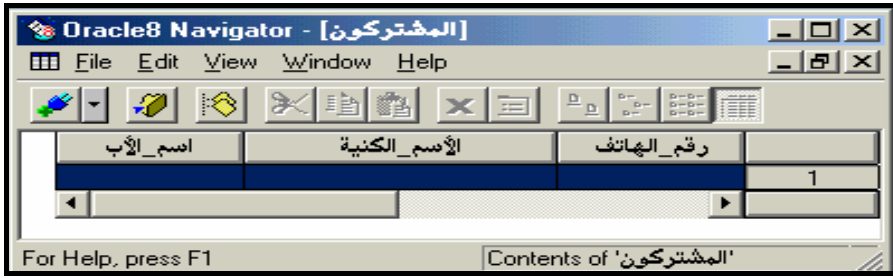 Oracle8 Navigator - [المشتركون]
File Edit View Window Help
رقم_الهاتف الأسم_الكنية اسم_الأب
1
For Help, press F1 Contents of 'المشتركون'